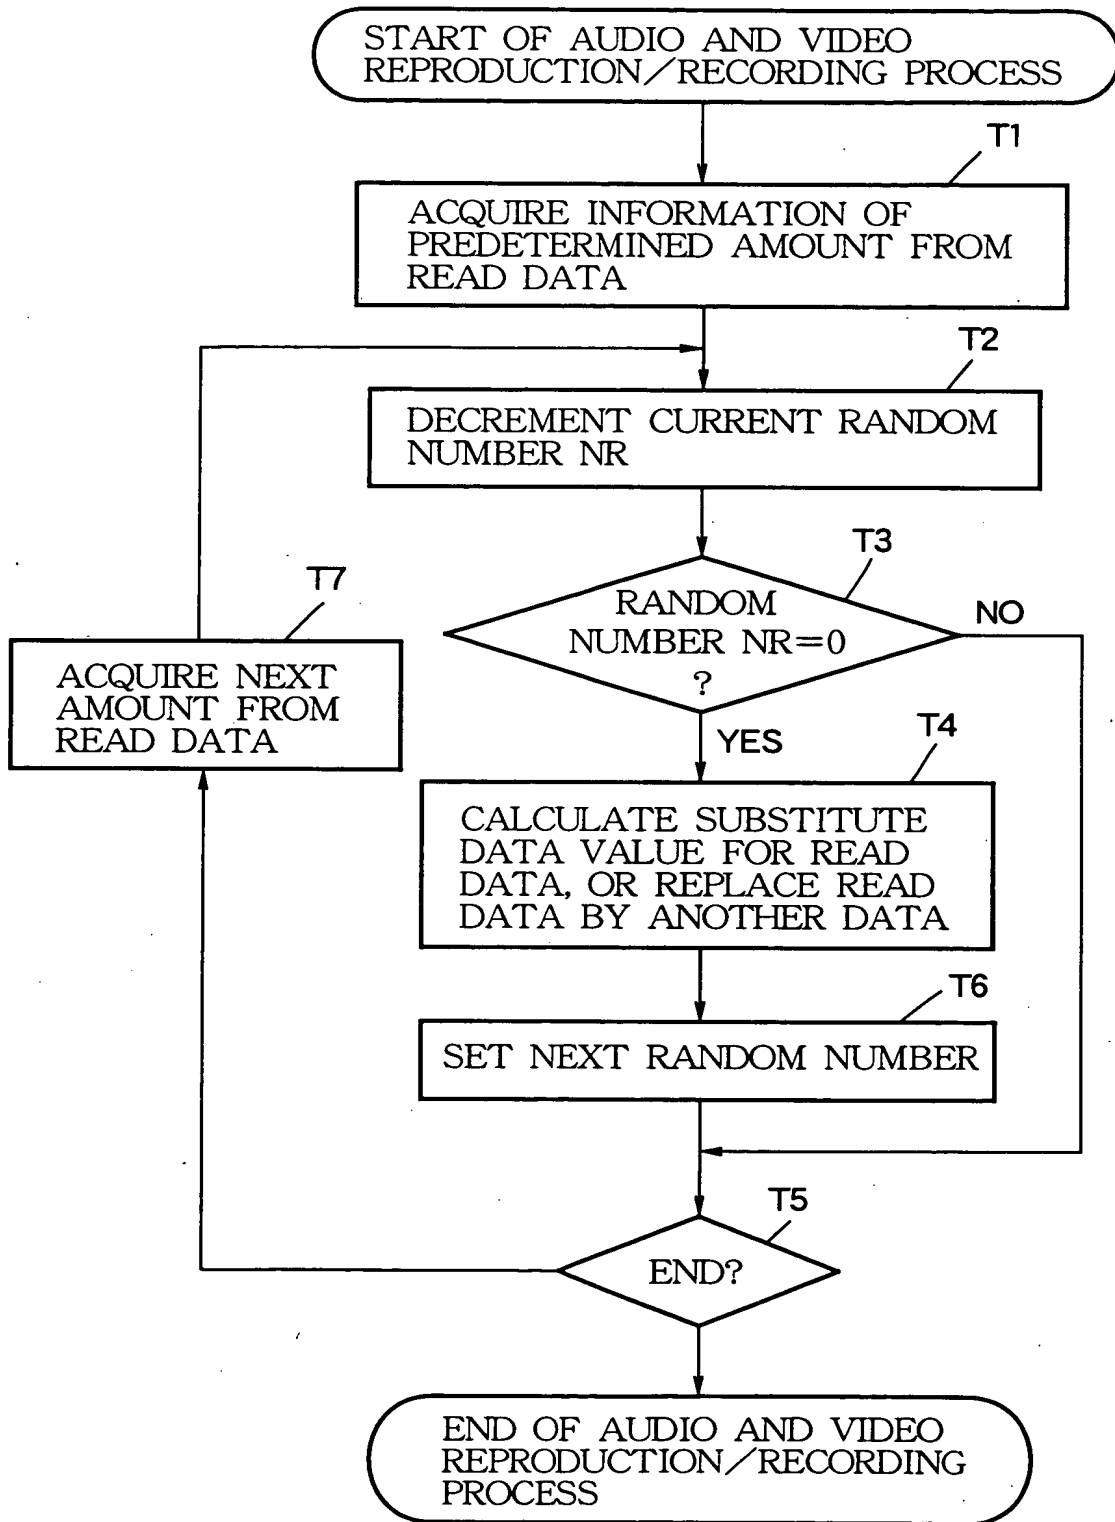 START OF AUDIO AND VIDEO
REPRODUCTION/RECORDING PROCESS
T1
ACQUIRE INFORMATION OF
PREDETERMINED AMOUNT FROM
READ DATA
T2
DECREMENT CURRENT RANDOM
NUMBER NR
T3
RANDOM
NUMBER NR=0
?
NO
YES
T7
ACQUIRE NEXT
AMOUNT FROM
READ DATA
T4
CALCULATE SUBSTITUTE
DATA VALUE FOR READ
DATA, OR REPLACE READ
DATA BY ANOTHER DATA
T6
SET NEXT RANDOM NUMBER
T5
END?
END OF AUDIO AND VIDEO
REPRODUCTION/RECORDING
PROCESS